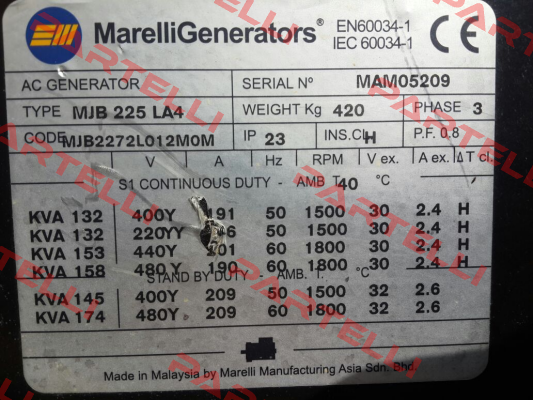 MarelliGenerators® EN60034-1
IEC 60034-1
CE
AC GENERATOR SERIAL Nº MAM05209
TYPE MJB 225 LA4 WEIGHT Kg 420 PHASE 3
CODE MJB2272L012M0M IP 23 INS.CL H P.F. 0.8
V A Hz RPM V ex. A ex. ΔT cl.
S1 CONTINUOUS DUTY - AMB T. 40 °C
KVA 132 400Y 191 50 1500 30 2.4 H
KVA 132 220YY 50 1500 30 2.4 H
KVA 153 440Y 60 1800 30 2.4 H
KVA 158 480Y 190 60 1800 30 2.4 H
STAND BY DUTY - AMB. T. °C
KVA 145 400Y 209 50 1500 32 2.6
KVA 174 480Y 209 60 1800 32 2.6
Made in Malaysia by Marelli Manufacturing Asia Sdn. Bhd.
PARTELLI